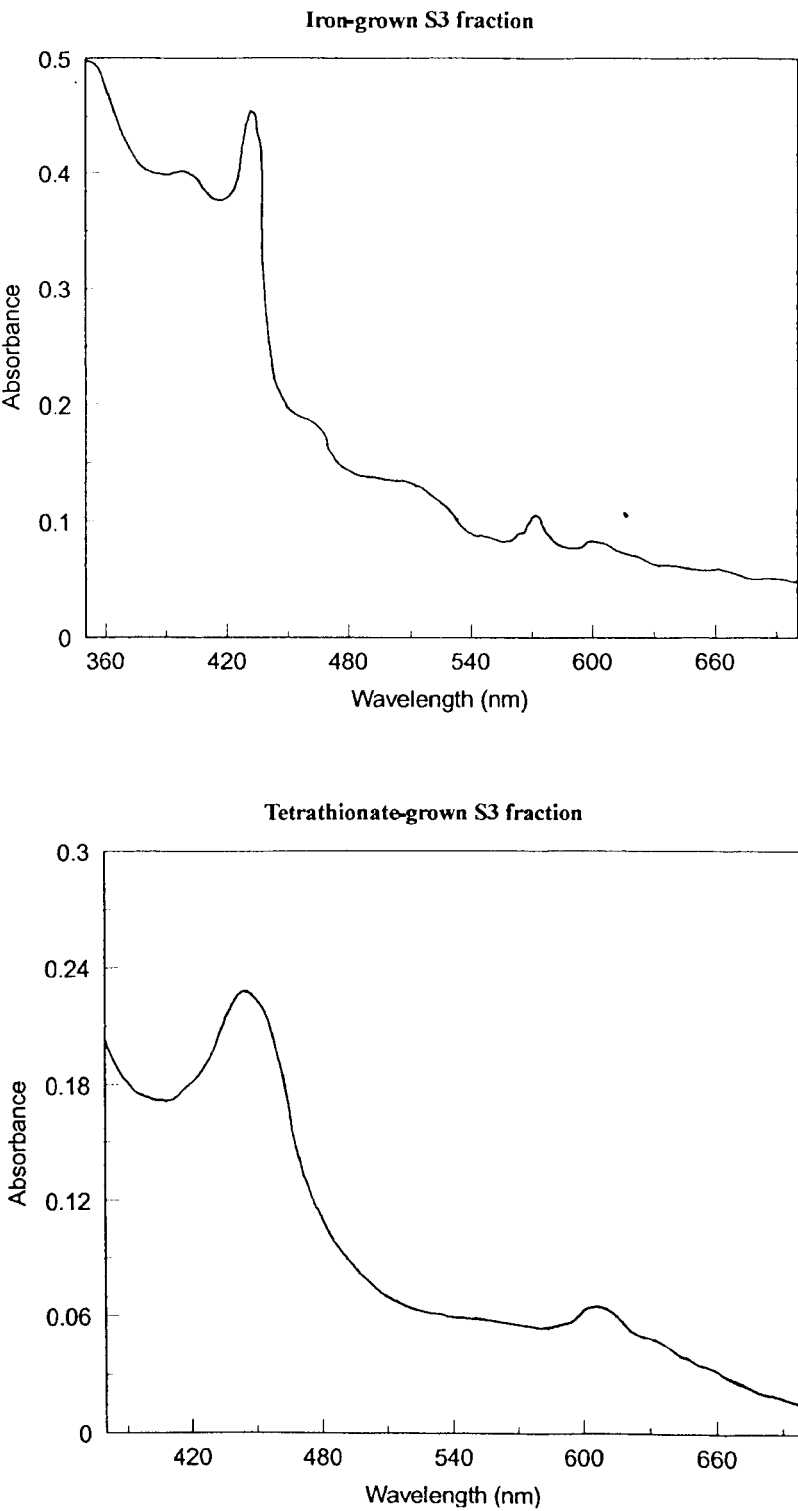 Iron-grown S3 fraction
0.5
0.4
0.3
0.2
0.1
0
Absorbance
360 420 480 540 600 660
Wavelength (nm)
Tetrathionate-grown S3 fraction
0.3
0.24
0.18
0.12
0.06
0
Absorbance
420 480 540 600 660
Wavelength (nm)